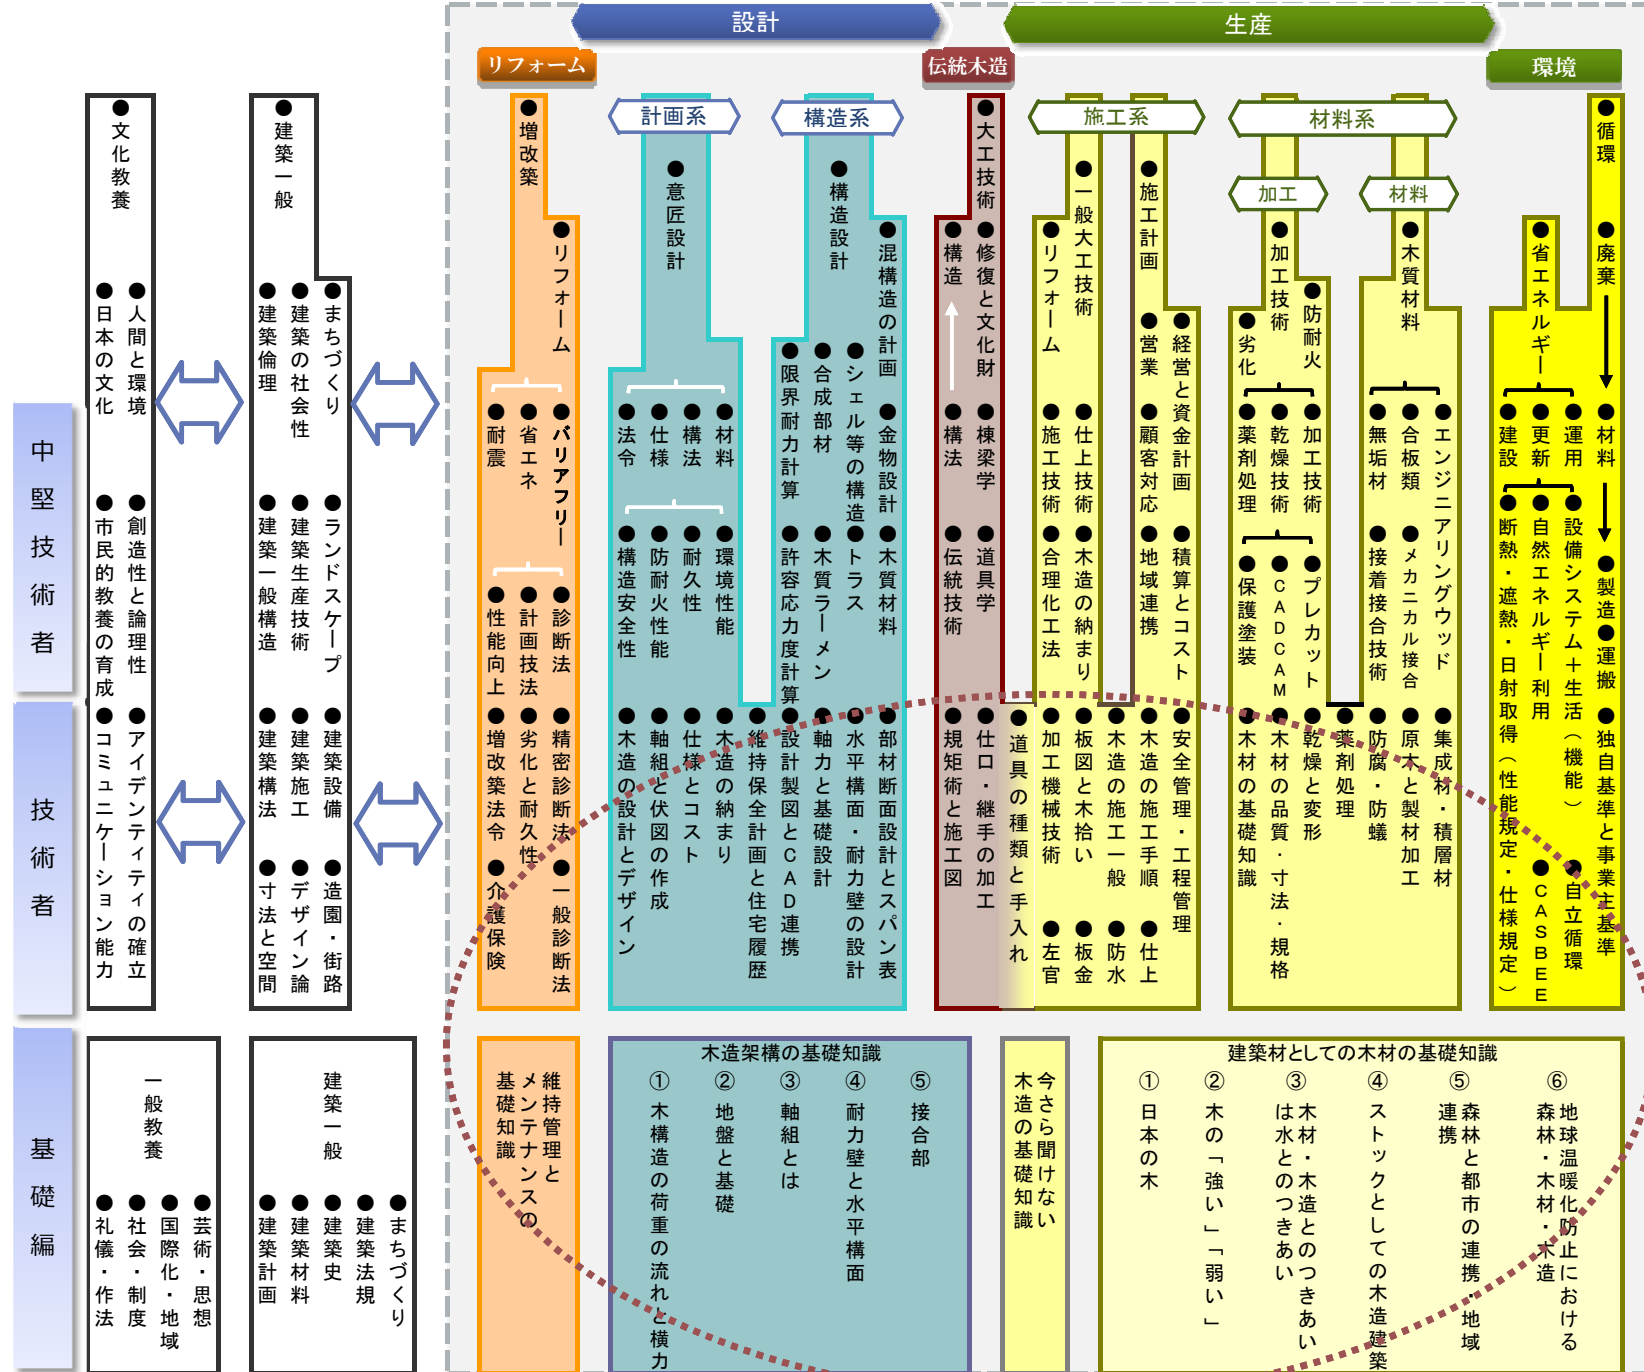 設計
生産
リフォーム
伝統木造
環境
計画系
構造系
施工系
材料系
加工
材料
中堅技術者
技術者
基礎編
●文化教養
●人間と環境
●日本の文化
●創造性と論理性
●市民的教養の育成
●アイデンティティの確立
●コミュニケーション能力
●建築一般
●まちづくり
●建築の社会性
●建築倫理
●ランドスケープ
●建築生産技術
●建築一般構造
●建築設備
●建築施工
●建築構法
●造園・街路
●デザイン論
●寸法と空間
●増改築
●リフォーム
●バリアフリー
●省エネ
●耐震
●診断法
●計画技法
●性能向上
●精密診断法
●劣化と耐久性
●増改築法令
●一般診断法
●介護保険
●意匠設計
●材料
●構法
●仕様
●法令
●環境性能
●耐久性
●防耐火性能
●構造安全性
●木造の納まり
●仕様とコスト
●軸組と伏図の作成
●木造の設計とデザイン
●構造設計
●混構造の計画
●シェル等の構造
●合成部材
●限界耐力計算
●金物設計
●木質材料
●トラス
●木質ラーメン
●許容応力度計算
●部材断面設計とスパン表
●水平構面・耐力壁の設計
●軸力と基礎設計
●設計製図とCAD連携
●維持保全計画と住宅履歴
●大工技術
●修復と文化財
●構造
●棟梁学
●構法
●道具学
●伝統技術
●仕口・継手の加工
●規矩術と施工図
●道具の種類と手入れ
●一般大工技術
●リフォーム
●仕上技術
●施工技術
●木造の納まり
●合理化工法
●板図と木拾い
●加工機械技術
●板金
●左官
●施工計画
●経営と資金計画
●営業
●顧客対応
●積算とコスト
●地域連携
●安全管理・工程管理
●木造の施工手順
●木造の施工一般
●仕上
●防水
●加工技術
●防耐火
●劣化
●加工技術
●乾燥技術
●薬剤処理
●プレカット
●CADCAM
●保護塗装
●薬剤処理
●乾燥と変形
●木材の品質・寸法・規格
●木材の基礎知識
●木質材料
●エンジニアリングウッド
●合板類
●無垢材
●メカニカル接合
●接着接合技術
●集成材・積層材
●原木と製材加工
●防腐・防蟻
●循環
●廃棄
●省エネルギー
●材料
●運用
●更新
●建設
●製造●運搬
●設備システム＋生活（機能）
●自然エネルギー利用
●断熱・遮熱・日射取得（性能規定・仕様規定）
●独自基準と事業主基準
●自立循環
●CASBEE
一般教養
●芸術・思想
●国際化・地域
●社会・制度
●礼儀・作法
建築一般
●まちづくり
●建築法規
●建築史
●建築材料
●建築計画
維持管理と
メンテナンスの
基礎知識
木造架構の基礎知識
①木構造の荷重の流れと横力
②地盤と基礎
③軸組とは
④耐力壁と水平構面
⑤接合部
今さら聞けない
木造の基礎知識
建築材としての木材の基礎知識
①日本の木
②木の「強い」「弱い」
③木材・木造とのつきあい
は水とのつきあい
④ストックとしての木造建築
⑤森林と都市の連携・地域
連携
⑥地球温暖化防止における
森林・木材・木造